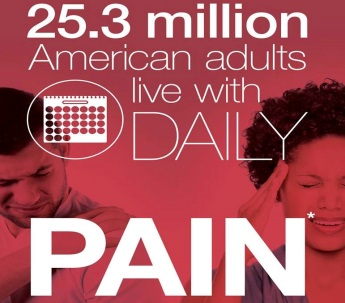 25.3 million
American adults
live with
DAILY
PAIN*